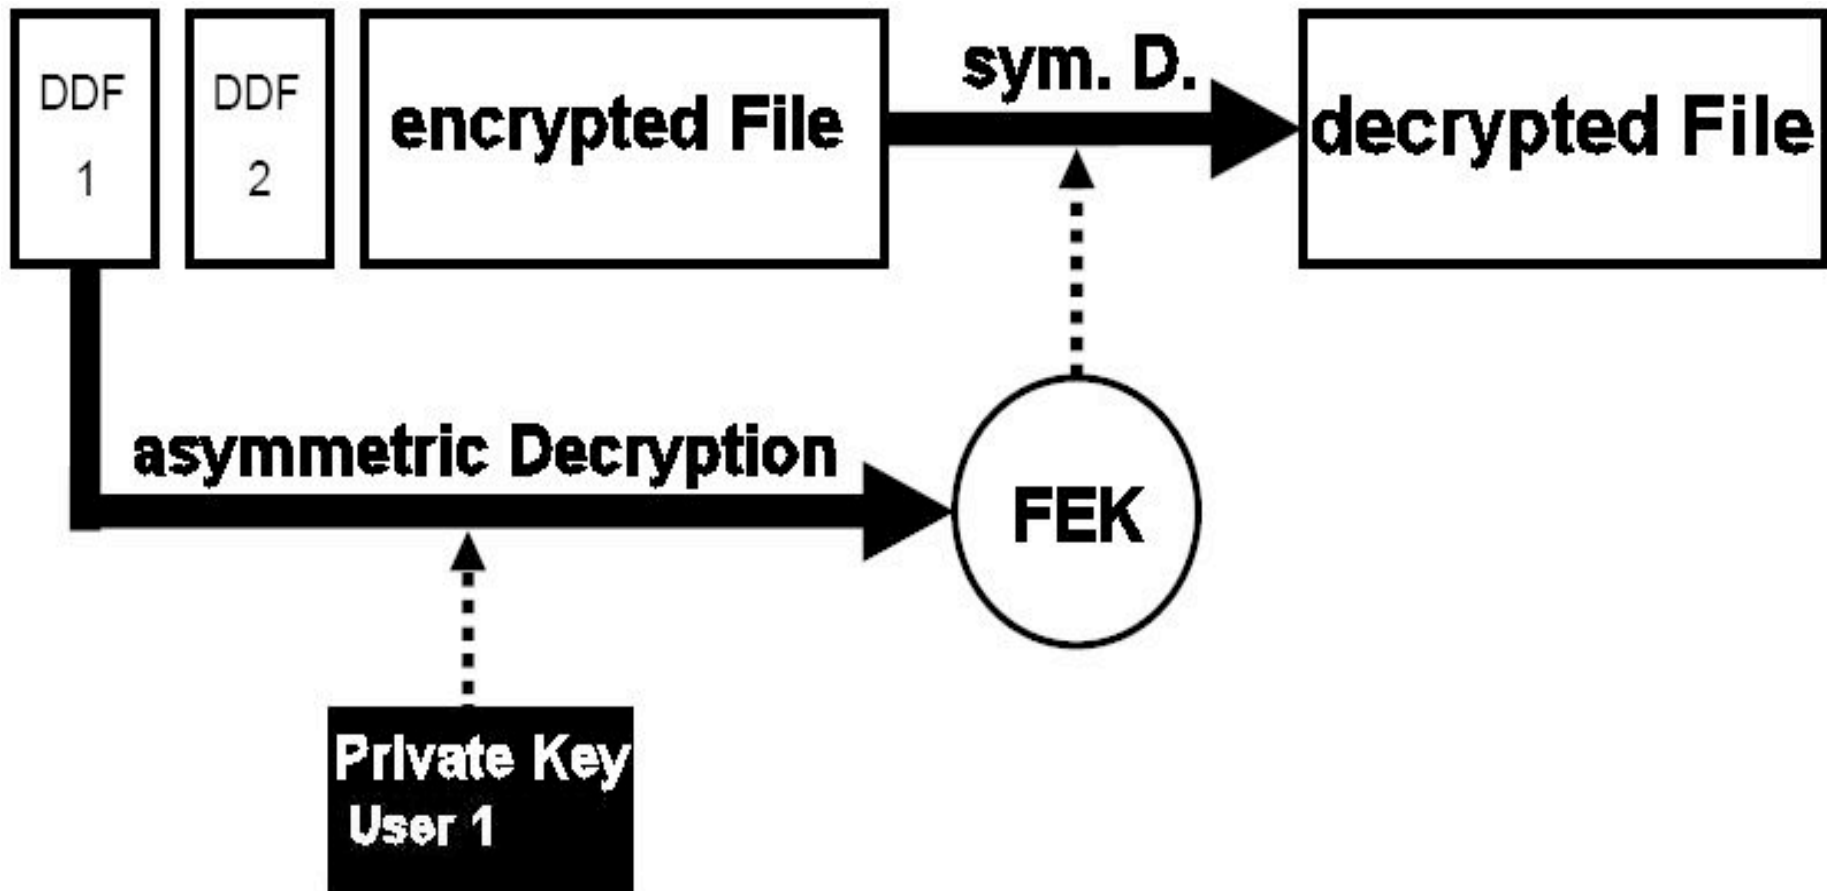 DDF
1
DDF
2
encrypted File
sym. D.
decrypted File
asymmetric Decryption
FEK
Private Key
User 1